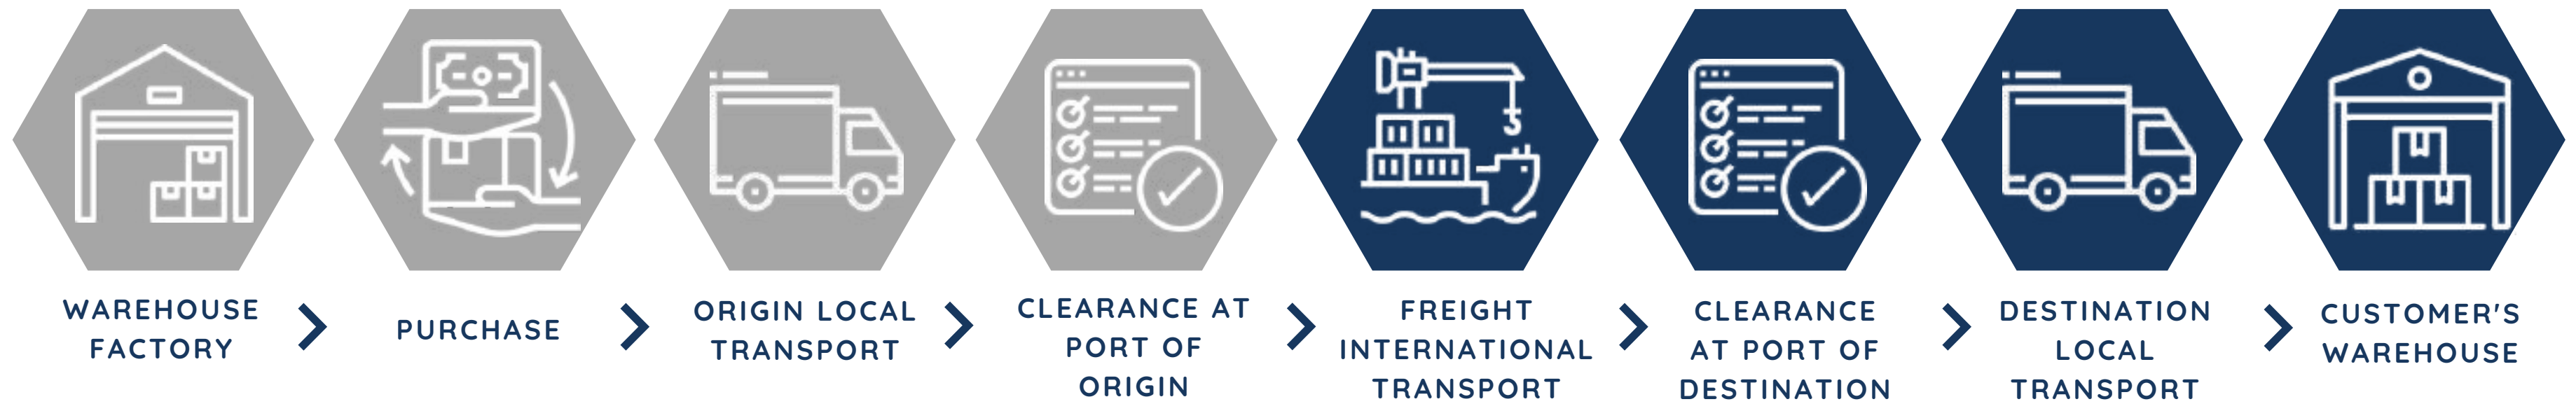 WAREHOUSE
FACTORY
PURCHASE
ORIGIN LOCAL
TRANSPORT
CLEARANCE AT
PORT OF
ORIGIN
FREIGHT
INTERNATIONAL
TRANSPORT
CLEARANCE
AT PORT OF
DESTINATION
DESTINATION
LOCAL
TRANSPORT
CUSTOMER'S
WAREHOUSE